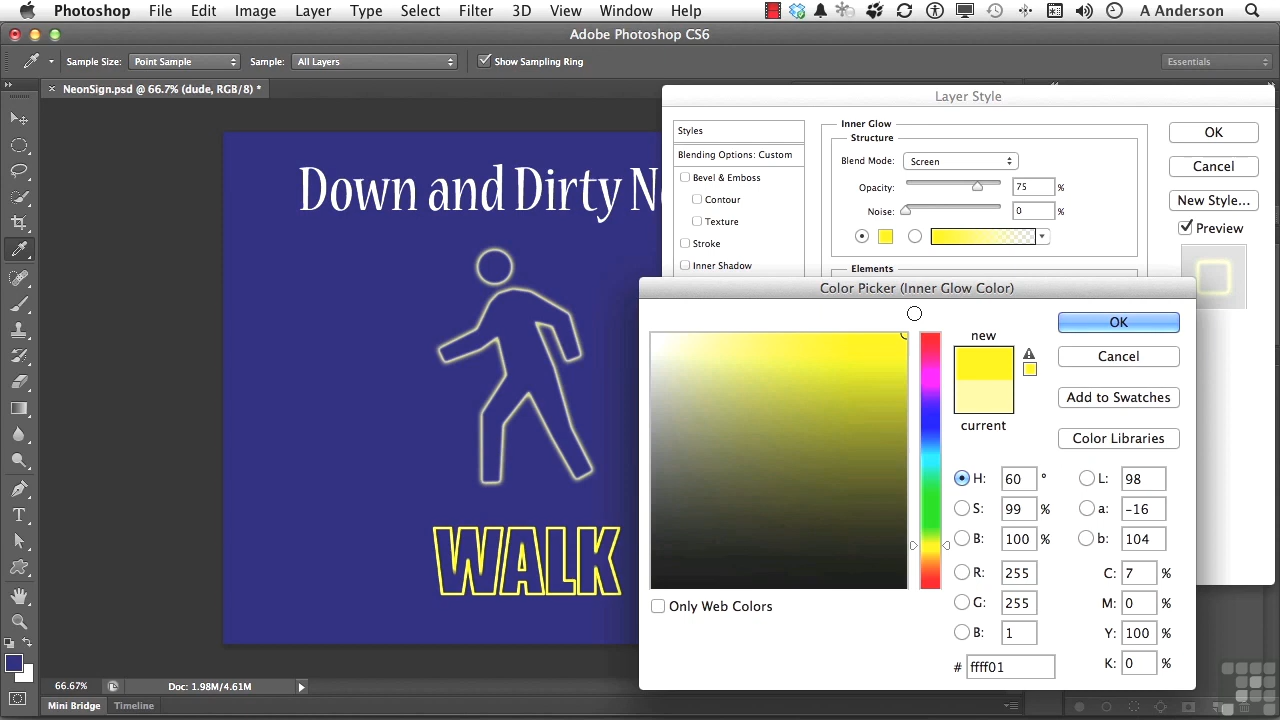 Photoshop File Edit Image Layer Type Select Filter 3D View Window Help A Anderson
Adobe Photoshop CS6
Sample Size: Point Sample Sample: All Layers Show Sampling Ring Essentials
NeonSign.psd @ 66.7% (dude, RGB/8) *
Layer Style
Styles
Blending Options: Custom
Bevel & Emboss
Contour
Texture
Stroke
Inner Shadow
Inner Glow
Structure
Blend Mode: Screen
Opacity: 75 %
Noise: 0 %
Elements
OK
Cancel
New Style...
Preview
Down and Dirty
WALK
Color Picker (Inner Glow Color)
new
current
OK
Cancel
Add to Swatches
Color Libraries
H: 60 ° L: 98
S: 99 % a: -16
B: 100 % b: 104
R: 255 C: 7 %
G: 255 M: 0 %
B: 1 Y: 100 %
# ffff01 K: 0 %
Only Web Colors
66.67% Doc: 1.98M/4.61M
Mini Bridge Timeline